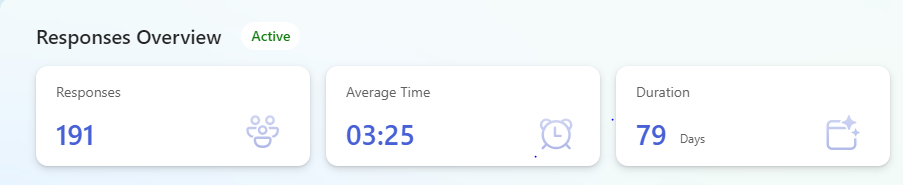 Responses Overview Active
Responses
191
Average Time
03:25
Duration
79 Days